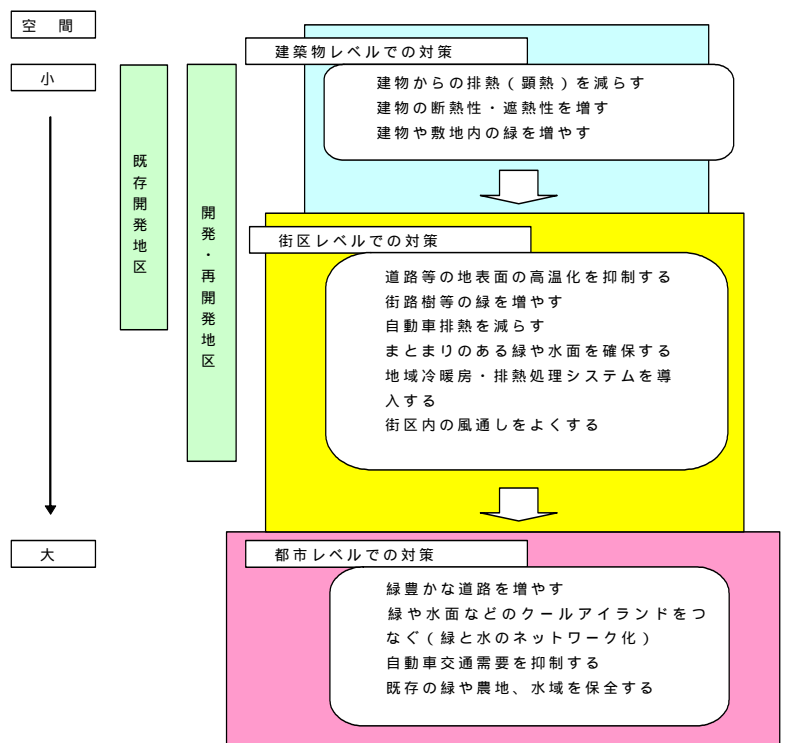 空間
小
大
既存開発地区
開発・再開発地区
建築物レベルでの対策
建物からの排熱（顕熱）を減らす
建物の断熱性・遮熱性を増す
建物や敷地内の緑を増やす
街区レベルでの対策
道路等の地表面の高温化を抑制する
街路樹等の緑を増やす
自動車排熱を減らす
まとまりのある緑や水面を確保する
地域冷暖房・排熱処理システムを導
入する
街区内の風通しをよくする
都市レベルでの対策
緑豊かな道路を増やす
緑や水面などのクールアイランドをつ
なぐ（緑と水のネットワーク化）
自動車交通需要を抑制する
既存の緑や農地、水域を保全する